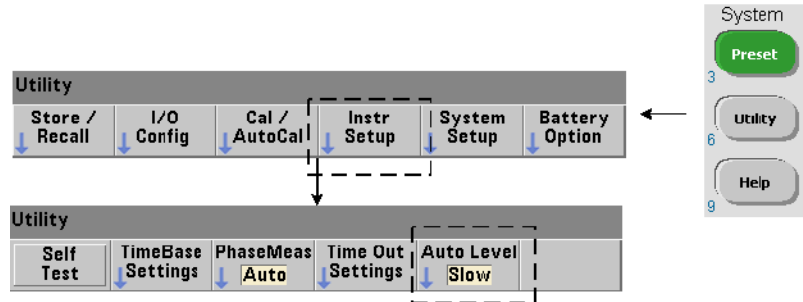 System
Preset
3
Utility
Store / Recall
I/O Config
Cal / AutoCal
Instr Setup
System Setup
Battery Option
Utility
6
Help
9
Utility
Self Test
TimeBase Settings
PhaseMeas Auto
Time Out Settings
Auto Level Slow